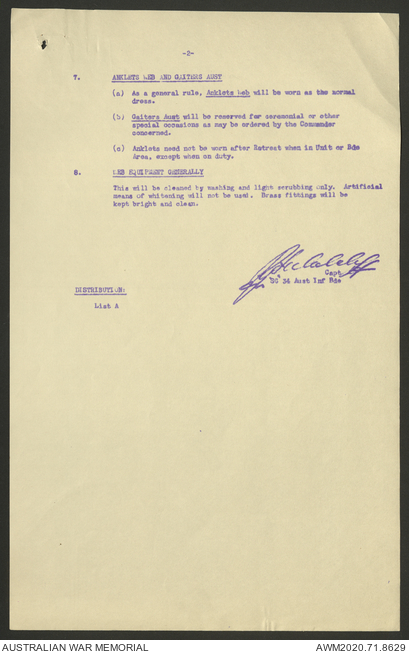 -2-
7. ANKLETS WEB AND GAITERS AUST
(a) As a general rule, Anklets Web will be worn as the normal
dress.
(b) Gaiters Aust will be reserved for ceremonial or other
special occasions as may be ordered by the Commander
concerned.
(c) Anklets need not be worn after Retreat when in Unit or Bde
Area, except when on duty.
8. WEB EQUIPMENT GENERALLY
This will be cleaned by washing and light scrubbing only. Artificial
means of whitening will not be used. Brass fittings will be
kept bright and clean.
Capt
SC 34 Aust Inf Bde
DISTRIBUTION:
List A
AUSTRALIAN WAR MEMORIAL
AWM2020.71.8629